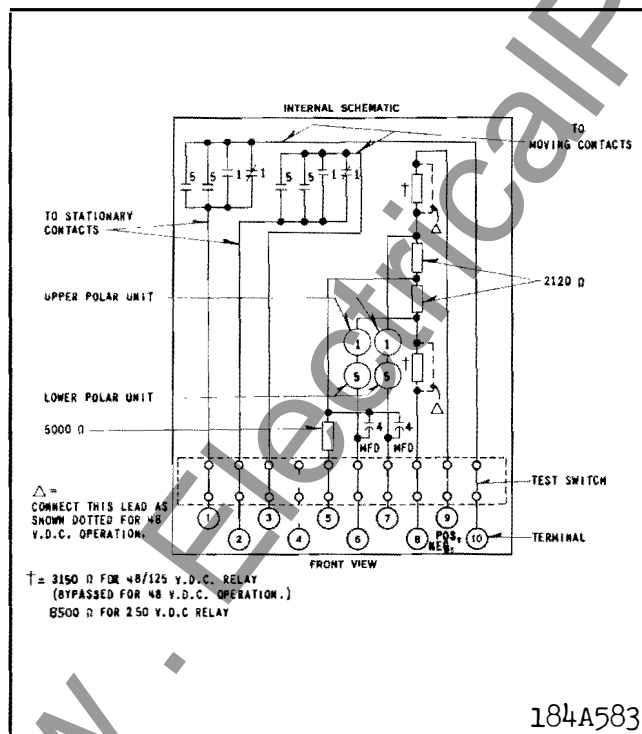 INTERNAL SCHEMATIC
TO
MOVING CONTACTS
5 5 1 1 5 5 1 1
†
TO STATIONARY
CONTACTS
△
2120 Ω
UPPER POLAR UNIT
1 1
†
LOWER POLAR UNIT
5 5
△
5000 Ω
4 4
MFD MFD
TEST SWITCH
△ =
CONNECT THIS LEAD AS
SHOWN DOTTED FOR 48
V.D.C. OPERATION.
1 3 5 7 9
2 4 6 8 POS. NEG. 10
TERMINAL
FRONT VIEW
† = 3150 Ω FOR 48/125 V.D.C. RELAY
(BYPASSED FOR 48 V.D.C. OPERATION.)
8500 Ω FOR 250 V.D.C RELAY
184A583
www.ElectricalP